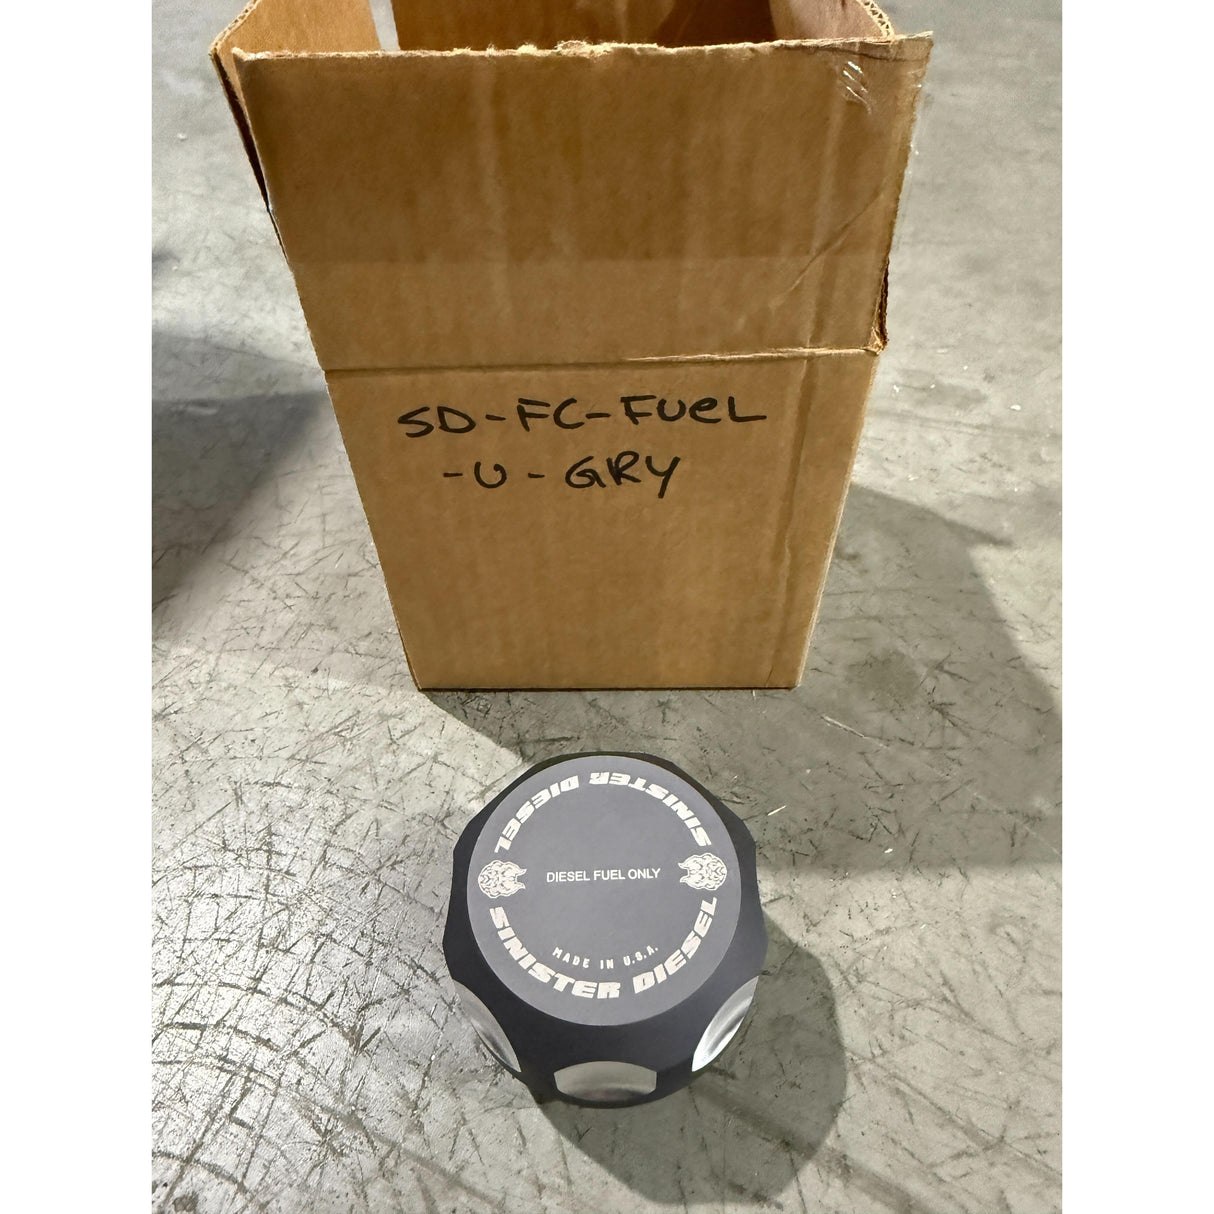 SD-FC-FUeL
-U-GRY
SINISTER DIESEL
DIESEL FUEL ONLY
MADE IN U.S.A.
SINISTER DIESEL